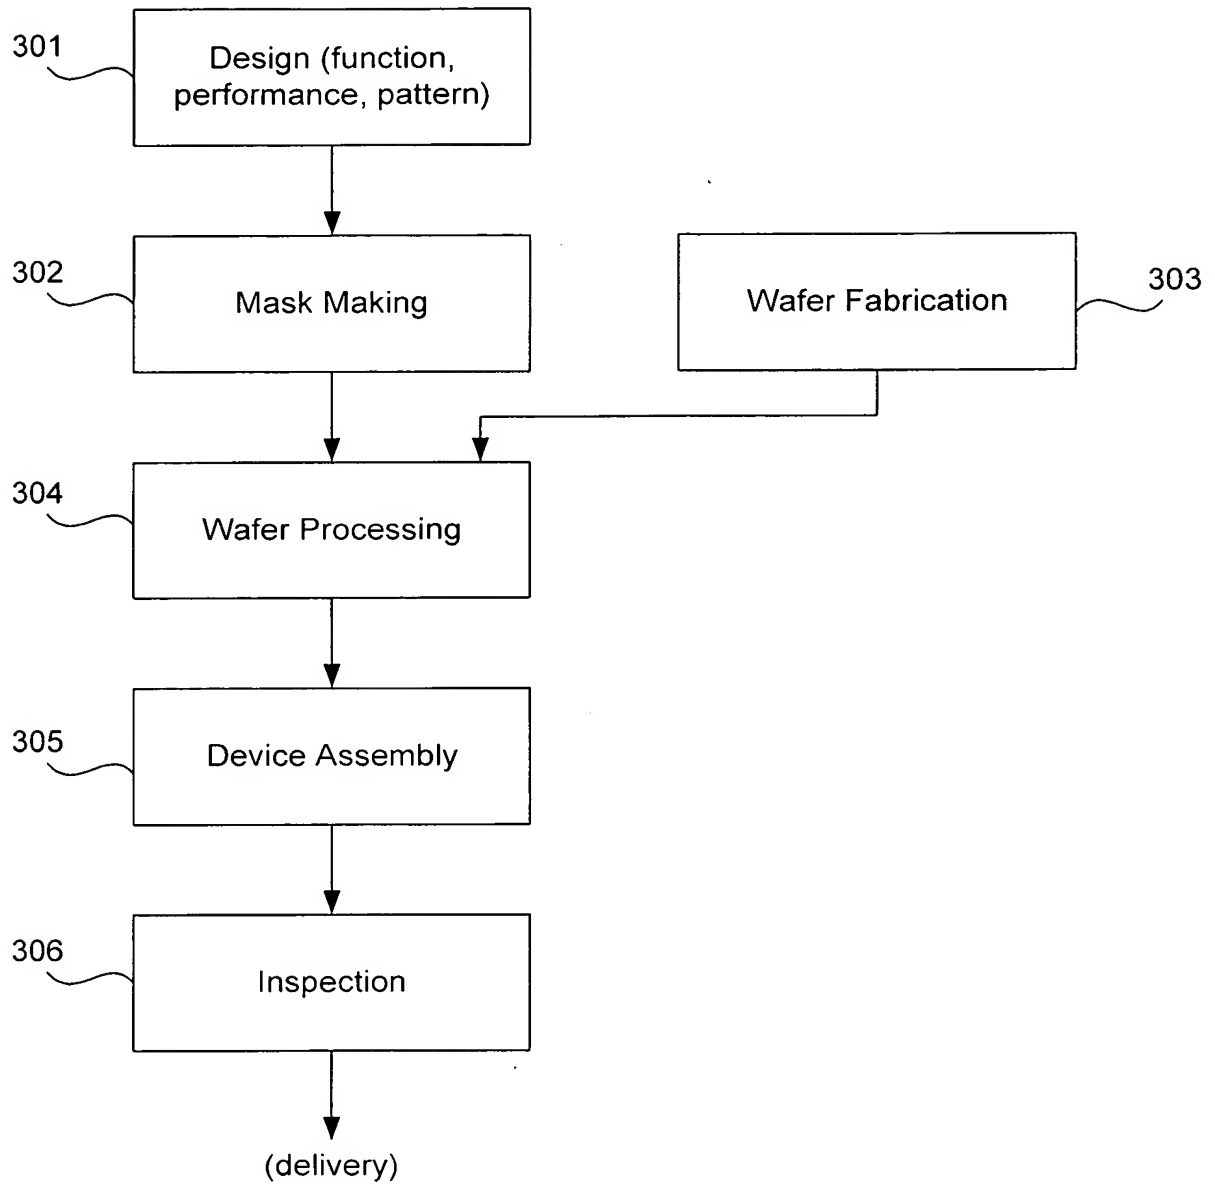 301
Design (function,
performance, pattern)
302
Mask Making
Wafer Fabrication
303
304
Wafer Processing
305
Device Assembly
306
Inspection
(delivery)